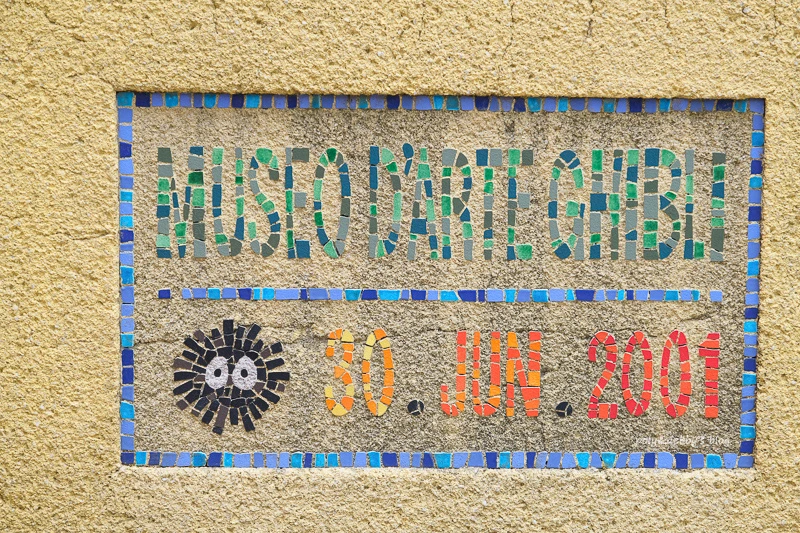 MUSEO D'ARTE GHIBLI
30. JUN. 2001